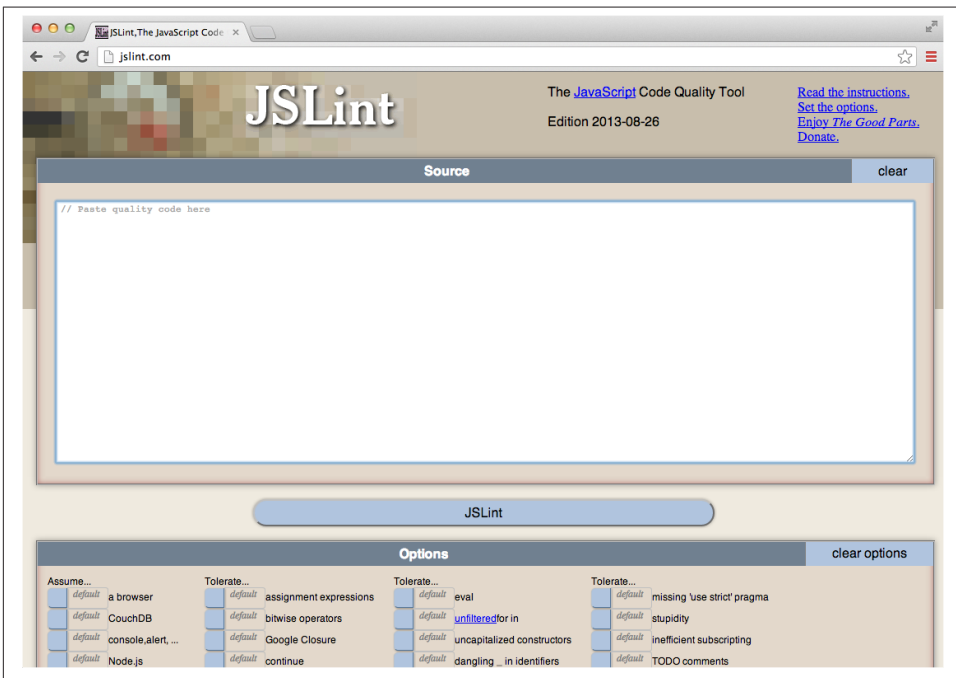 JSLint,The JavaScript Code
jslint.com
JSLint
The JavaScript Code Quality Tool
Edition 2013-08-26
Read the instructions.
Set the options.
Enjoy The Good Parts.
Donate.
Source
clear
// Paste quality code here
JSLint
Options
clear options
Assume...
default a browser
default CouchDB
default console,alert, ...
default Node.js
Tolerate...
default assignment expressions
default bitwise operators
default Google Closure
default continue
Tolerate...
default eval
default unfilteredfor in
default uncapitalized constructors
default dangling _ in identifiers
Tolerate...
default missing 'use strict' pragma
default stupidity
default inefficient subscripting
default TODO comments